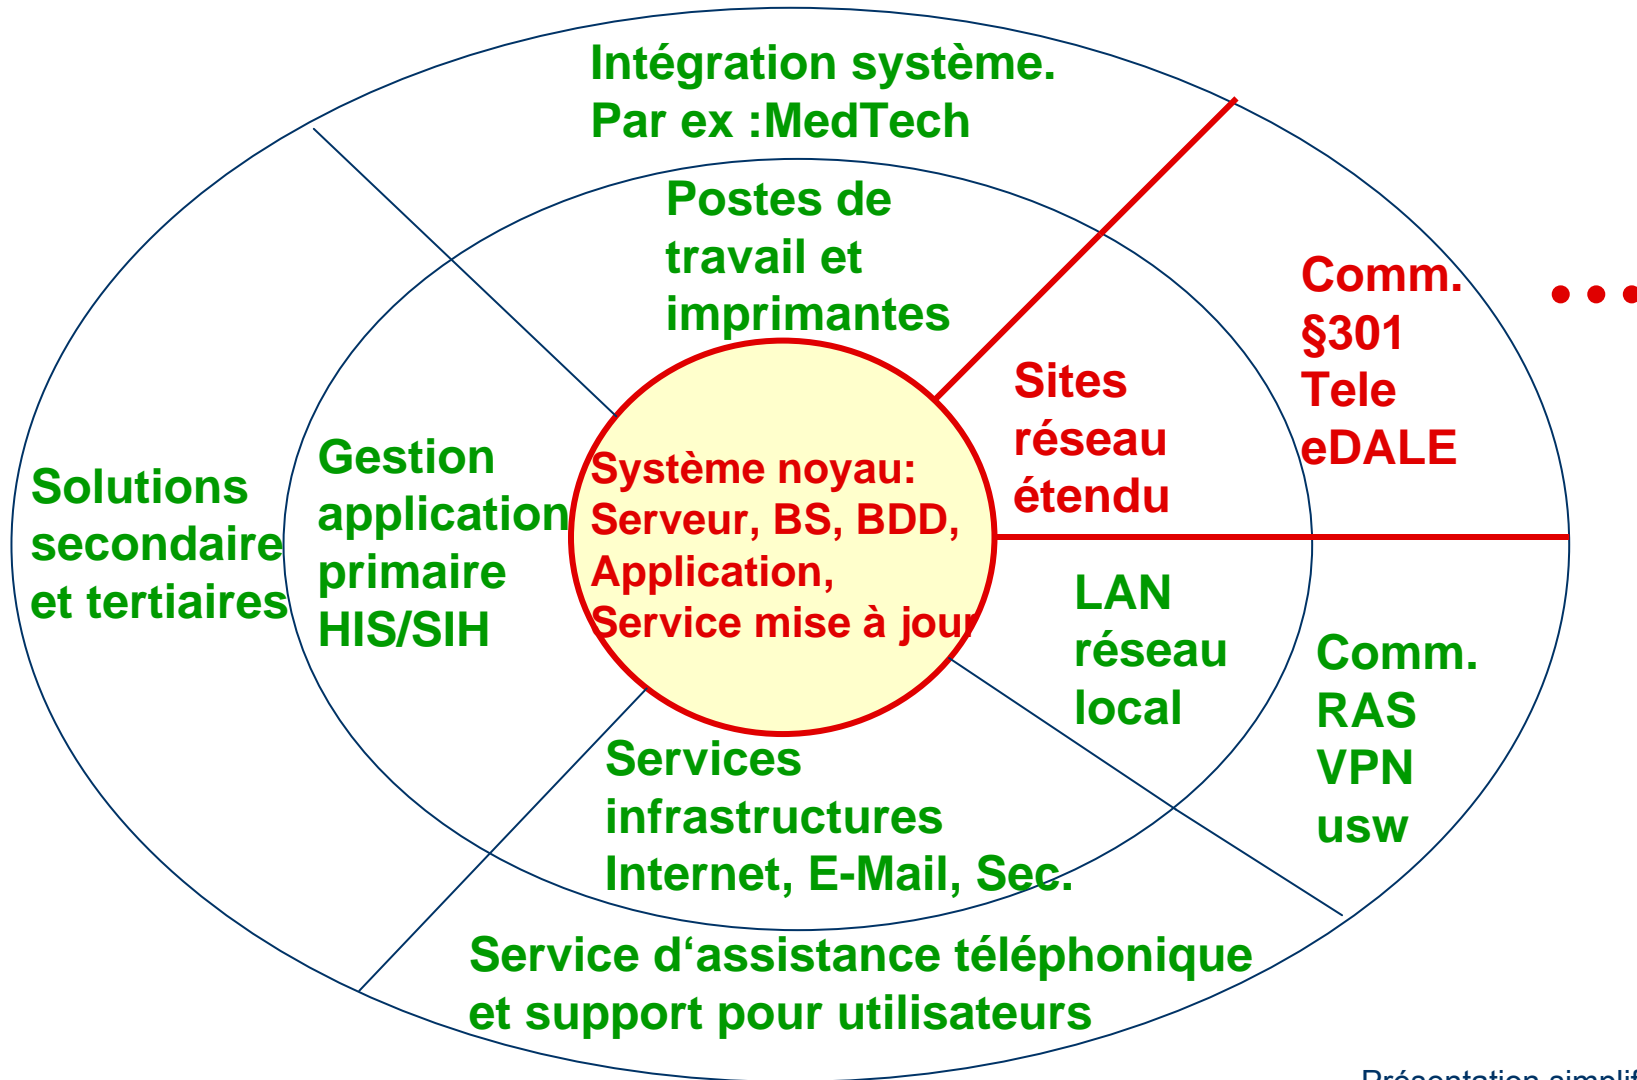 Intégration système.
Par ex :MedTech
Postes de
travail et
imprimantes
Comm.
§301
Tele
eDALE
Sites
réseau
étendu
Solutions
secondaire
et tertiaires
Gestion
application
primaire
HIS/SIH
Système noyau:
Serveur, BS, BDD,
Application,
Service mise à jour
LAN
réseau
local
Comm.
RAS
VPN
usw
Services
infrastructures
Internet, E-Mail, Sec.
Service d‘assistance téléphonique
et support pour utilisateurs
Présentation